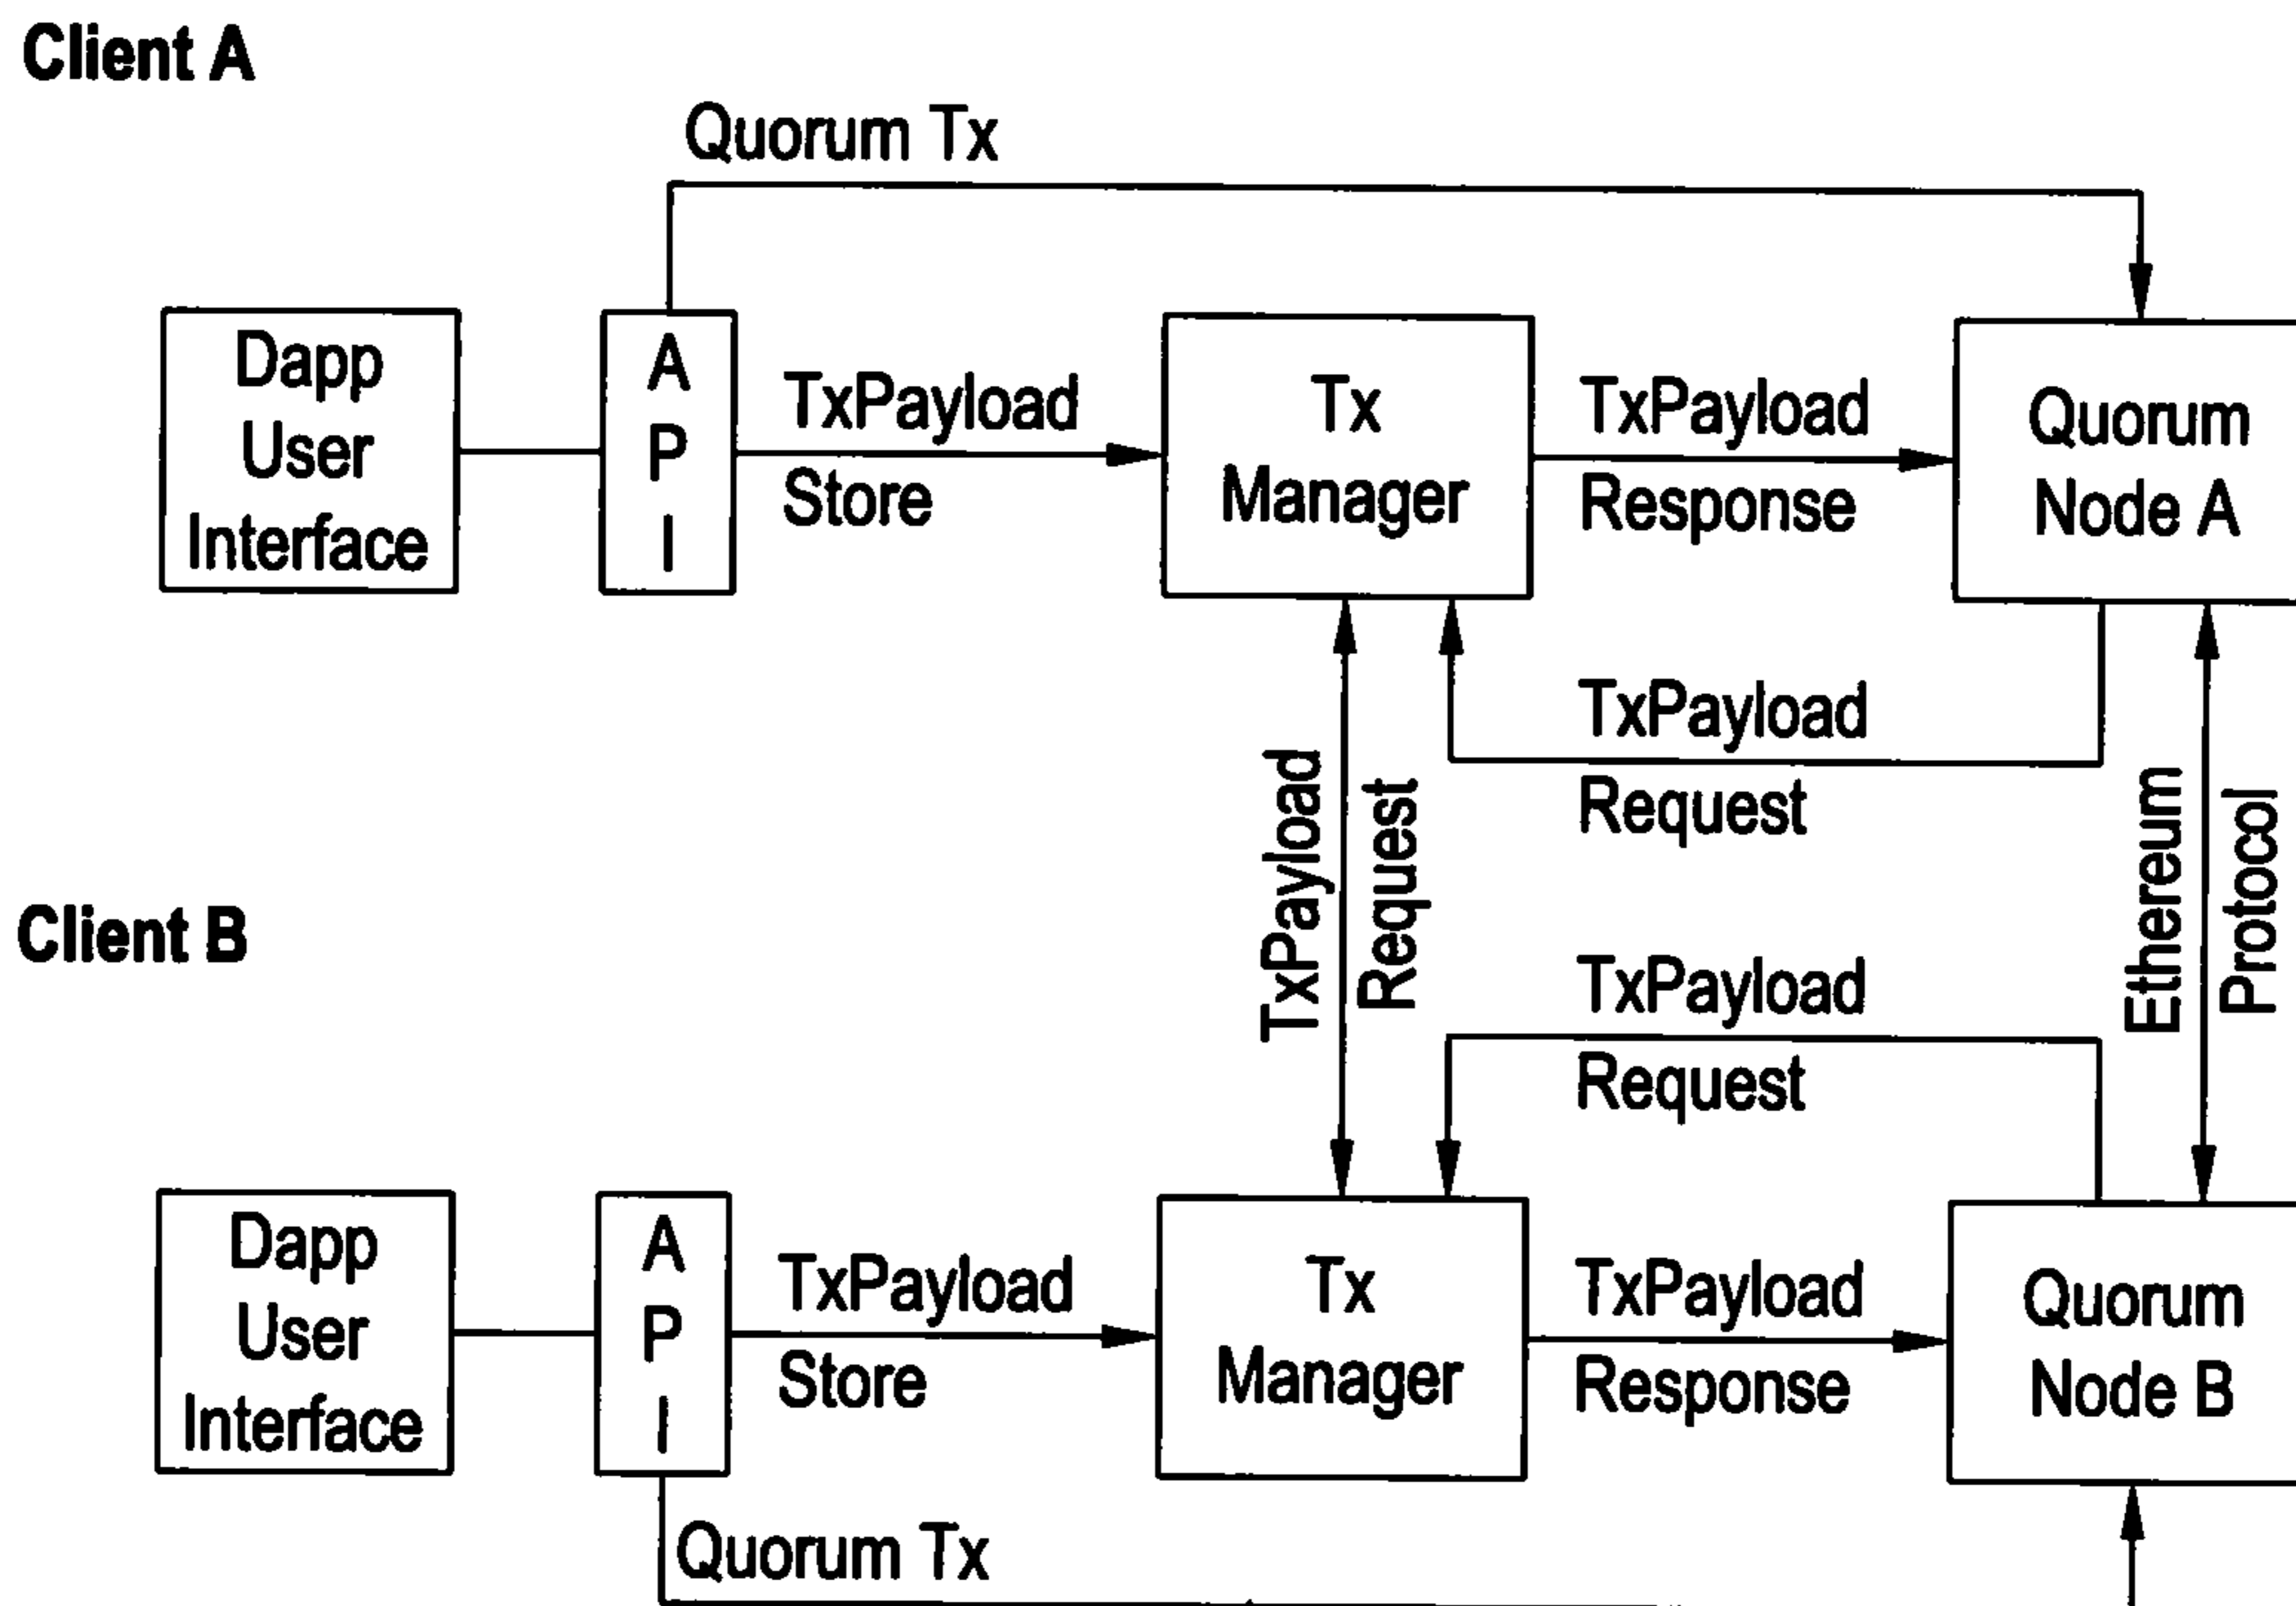 Client A
Quorum Tx
Dapp
User
Interface
A
P
I
TxPayload
Store
Tx
Manager
TxPayload
Response
Quorum
Node A
TxPayload
Request
TxPayload
Request
Ethereum
Protocol
Client B
TxPayload
Request
Dapp
User
Interface
A
P
I
TxPayload
Store
Tx
Manager
TxPayload
Response
Quorum
Node B
Quorum Tx